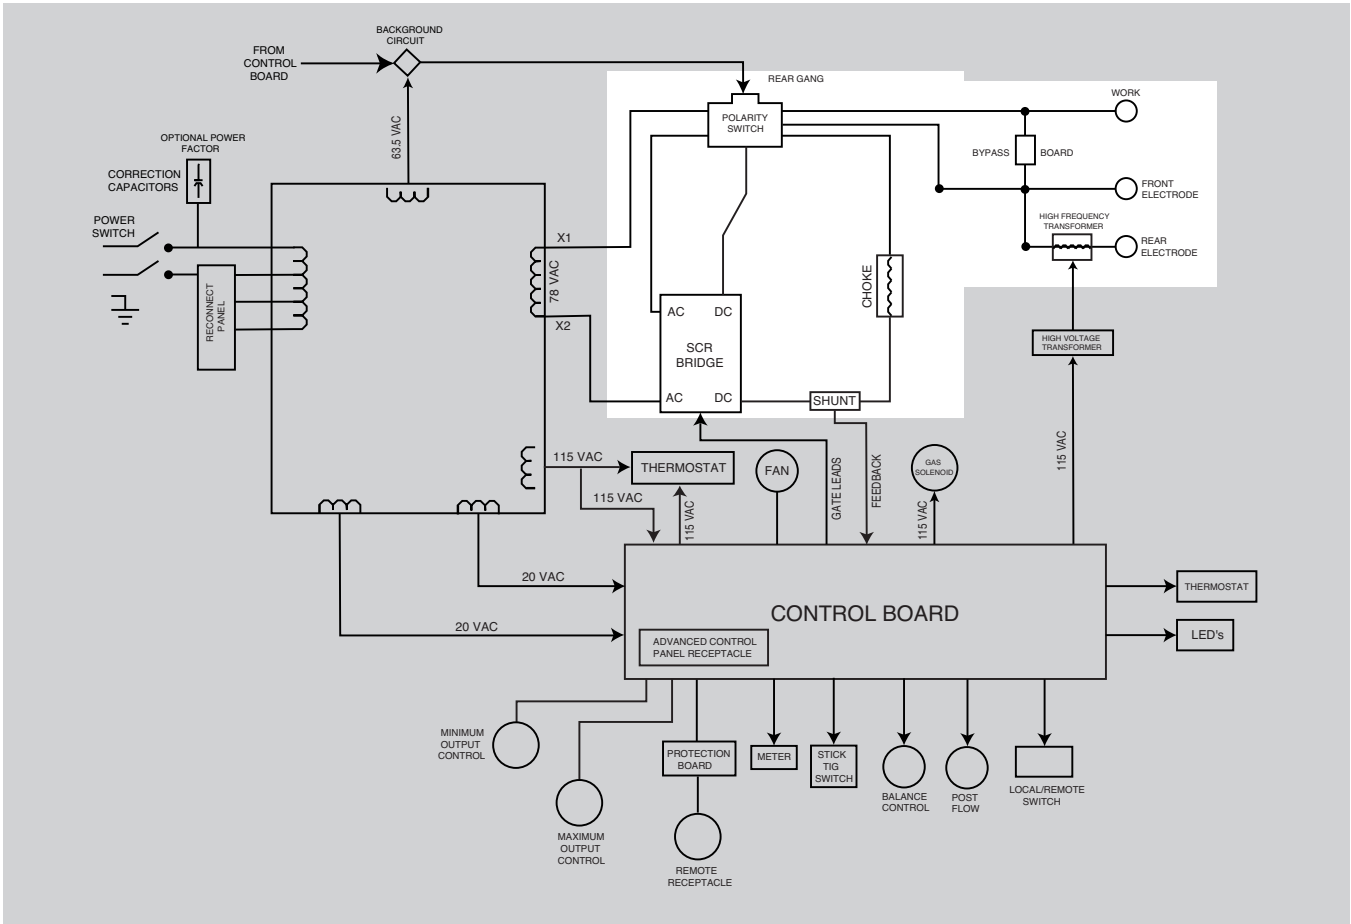 BACKGROUND
CIRCUIT
FROM
CONTROL
BOARD
REAR GANG
WORK
POLARITY
SWITCH
63.5 VAC
OPTIONAL POWER
FACTOR
CORRECTION
CAPACITORS
BYPASS
BOARD
FRONT
ELECTRODE
POWER
SWITCH
HIGH FREQUENCY
TRANSFORMER
REAR
ELECTRODE
X1
78 VAC
X2
RECONNECT
PANEL
CHOKE
AC
DC
SCR
BRIDGE
AC
DC
SHUNT
HIGH VOLTAGE
TRANSFORMER
115 VAC
THERMOSTAT
FAN
GATE LEADS
FEEDBACK
GAS
SOLENOID
115 VAC
115 VAC
115 VAC
115 VAC
20 VAC
20 VAC
CONTROL BOARD
ADVANCED CONTROL
PANEL RECEPTACLE
THERMOSTAT
LED's
MINIMUM
OUTPUT
CONTROL
MAXIMUM
OUTPUT
CONTROL
PROTECTION
BOARD
REMOTE
RECEPTACLE
METER
STICK
TIG
SWITCH
BALANCE
CONTROL
POST
FLOW
LOCAL/REMOTE
SWITCH